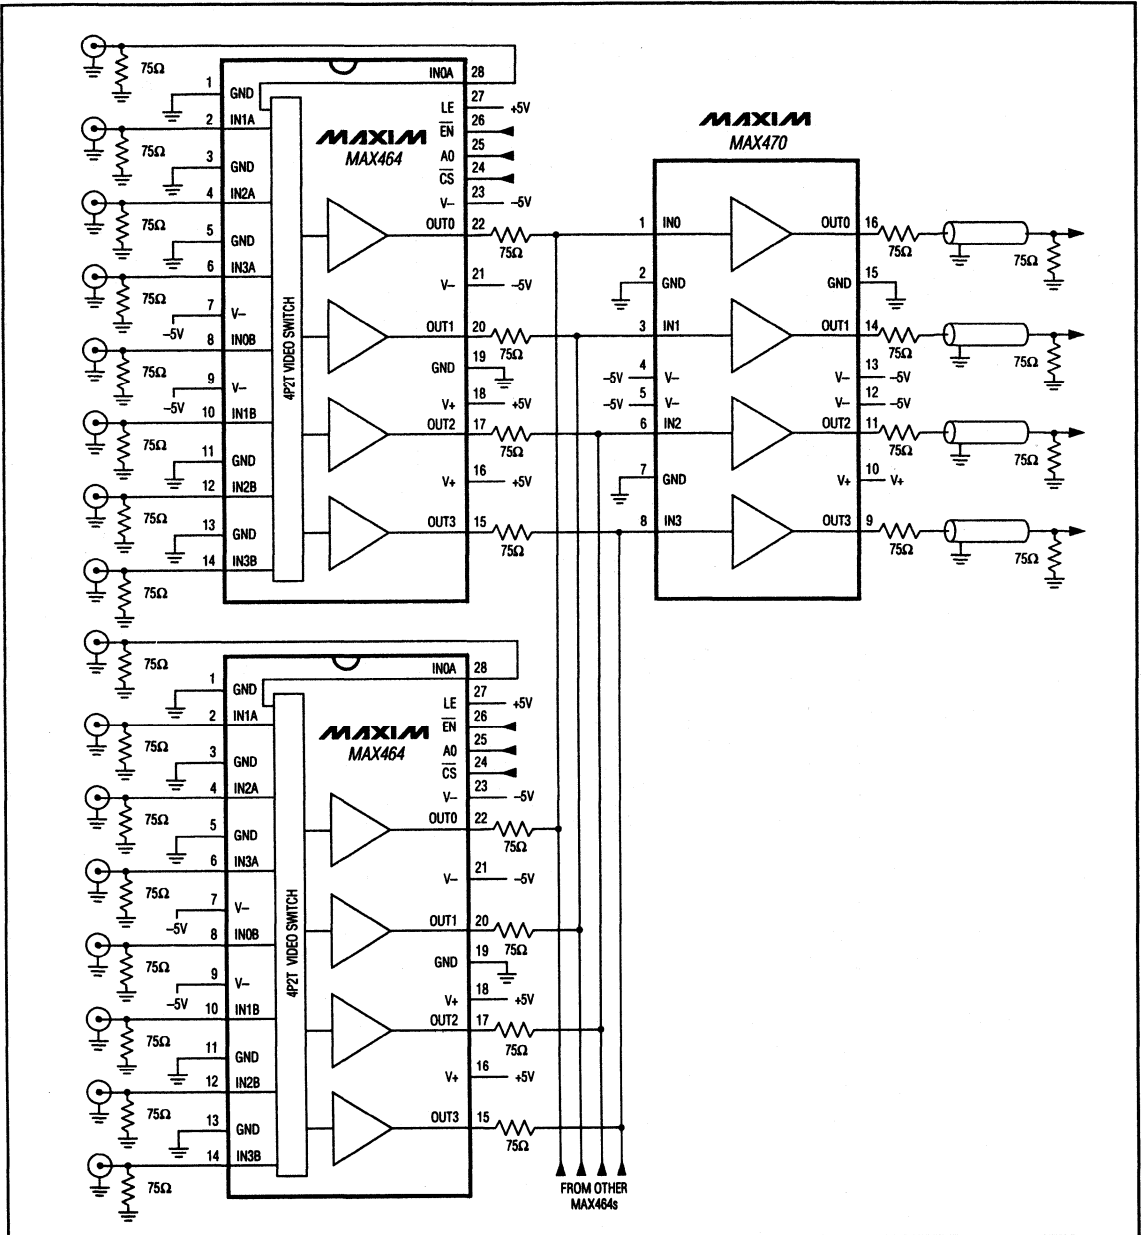 75Ω
1 GND
2 IN1A
75Ω
3 GND
4 IN2A
75Ω
5 GND
6 IN3A
75Ω
7 V–
–5V
8 IN0B
75Ω
9 V–
–5V
10 IN1B
75Ω
11 GND
12 IN2B
75Ω
13 GND
14 IN3B
75Ω
4P2T VIDEO SWITCH
MAXIM
MAX464
IN0A 28
LE 27 +5V
EN 26
A0 25
CS 24
V– 23 –5V
OUT0 22
75Ω
V– 21 –5V
OUT1 20
75Ω
GND 19
V+ 18 +5V
OUT2 17
75Ω
V+ 16 +5V
OUT3 15
75Ω
MAXIM
MAX470
1 IN0
2 GND
3 IN1
–5V 4 V–
–5V 5 V–
6 IN2
7 GND
8 IN3
OUT0 16
75Ω
75Ω
GND 15
OUT1 14
75Ω
75Ω
V– 13 –5V
V– 12 –5V
OUT2 11
75Ω
75Ω
V+ 10 V+
OUT3 9
75Ω
75Ω
75Ω
1 GND
2 IN1A
75Ω
3 GND
4 IN2A
75Ω
5 GND
6 IN3A
75Ω
7 V–
–5V
8 IN0B
75Ω
9 V–
–5V
10 IN1B
75Ω
11 GND
12 IN2B
75Ω
13 GND
14 IN3B
75Ω
4P2T VIDEO SWITCH
MAXIM
MAX464
IN0A 28
LE 27 +5V
EN 26
A0 25
CS 24
V– 23 –5V
OUT0 22
75Ω
V– 21 –5V
OUT1 20
75Ω
GND 19
V+ 18 +5V
OUT2 17
75Ω
V+ 16 +5V
OUT3 15
75Ω
FROM OTHER
MAX464s